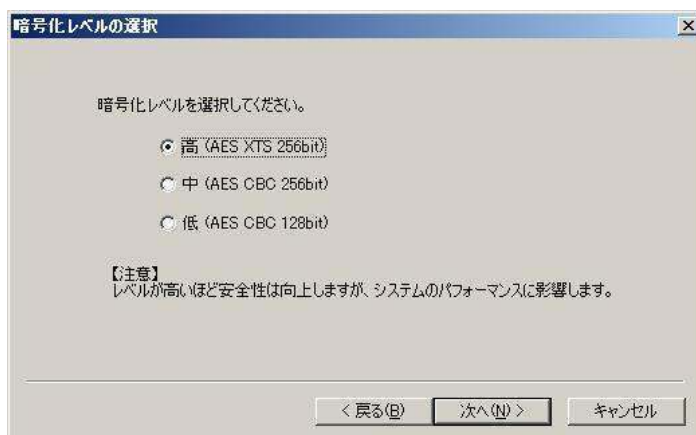 暗号化レベルの選択
暗号化レベルを選択してください。
高 (AES XTS 256bit)
中 (AES CBC 256bit)
低 (AES CBC 128bit)
【注意】
レベルが高いほど安全性は向上しますが、システムのパフォーマンスに影響します。
< 戻る(B) 次へ(N) > キャンセル